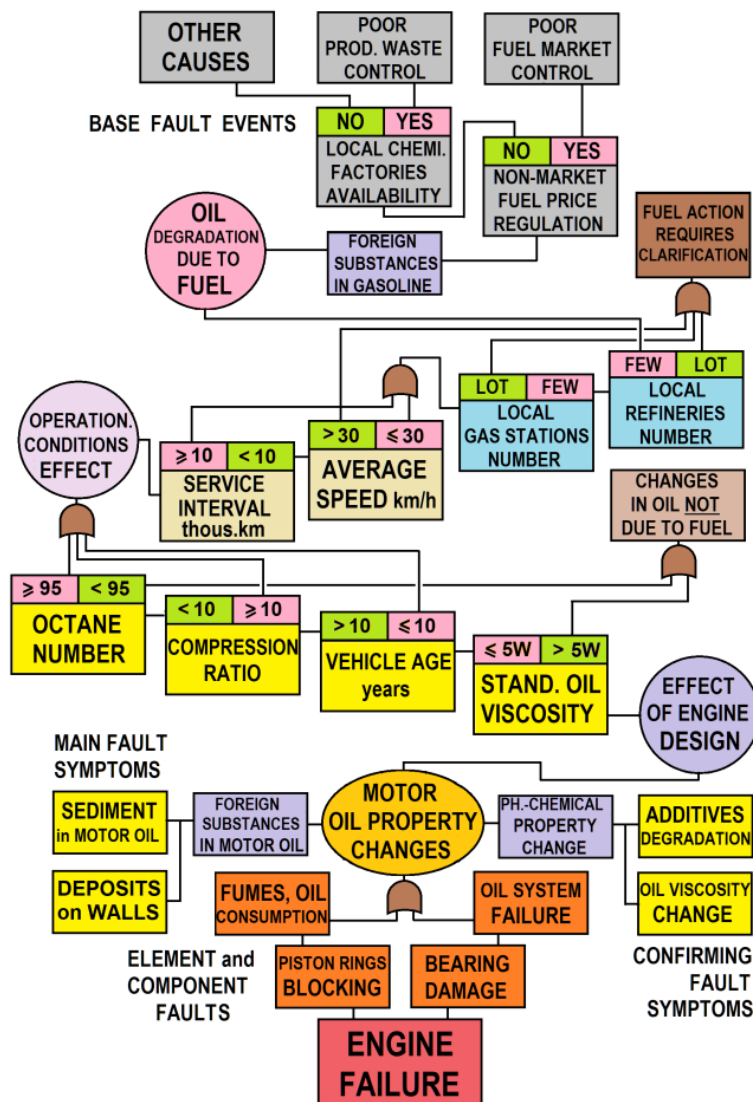 OTHER
CAUSES
POOR
PROD. WASTE
CONTROL
POOR
FUEL MARKET
CONTROL
BASE FAULT EVENTS
NO YES
LOCAL CHEMI.
FACTORIES
AVAILABILITY
NO YES
NON-MARKET
FUEL PRICE
REGULATION
OIL
DEGRADATION
DUE TO
FUEL
FOREIGN
SUBSTANCES
IN GASOLINE
FUEL ACTION
REQUIRES
CLARIFICATION
FEW LOT
LOCAL
REFINERIES
NUMBER
LOT FEW
LOCAL
GAS STATIONS
NUMBER
> 30 ⩽ 30
AVERAGE
SPEED km/h
⩾ 10 < 10
SERVICE
INTERVAL
thous.km
OPERATION.
CONDITIONS
EFFECT
CHANGES
IN OIL NOT
DUE TO FUEL
⩾ 95 < 95
OCTANE
NUMBER
< 10 ⩾ 10
COMPRESSION
RATIO
> 10 ⩽ 10
VEHICLE AGE
years
⩽ 5W > 5W
STAND. OIL
VISCOSITY
EFFECT
OF ENGINE
DESIGN
MAIN FAULT
SYMPTOMS
SEDIMENT
in MOTOR OIL
DEPOSITS
on WALLS
FOREIGN
SUBSTANCES
IN MOTOR OIL
MOTOR
OIL PROPERTY
CHANGES
PH.-CHEMICAL
PROPERTY
CHANGE
ADDITIVES
DEGRADATION
OIL VISCOSITY
CHANGE
FUMES, OIL
CONSUMPTION
OIL SYSTEM
FAILURE
ELEMENT and
COMPONENT
FAULTS
PISTON RINGS
BLOCKING
BEARING
DAMAGE
CONFIRMING
FAULT
SYMPTOMS
ENGINE
FAILURE